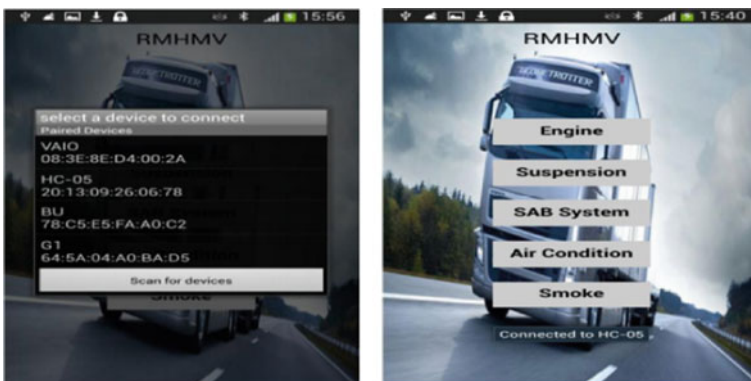 15:56
RMHMV
GLOBETROTTER
select a device to connect
Paired Devices
VAIO
08:3E:8E:D4:00:2A
HC-05
20:13:09:26:06:78
BU
78:C5:E5:FA:A0:C2
G1
64:5A:04:A0:BA:D5
Scan for devices
Smoke
15:40
RMHMV
GLOBETROTTER
Engine
Suspension
SAB System
Air Condition
Smoke
Connected to HC-05